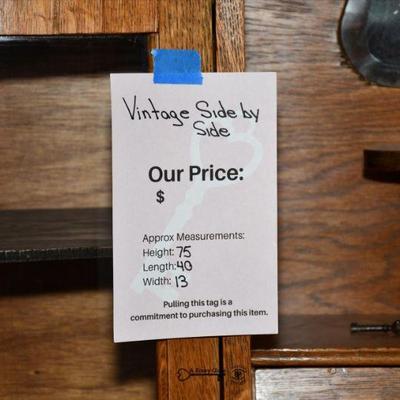 Vintage Side by
Side
Our Price:
$
Approx Measurements:
Height: 75
Length: 40
Width: 13
Pulling this tag is a
commitment to purchasing this item.